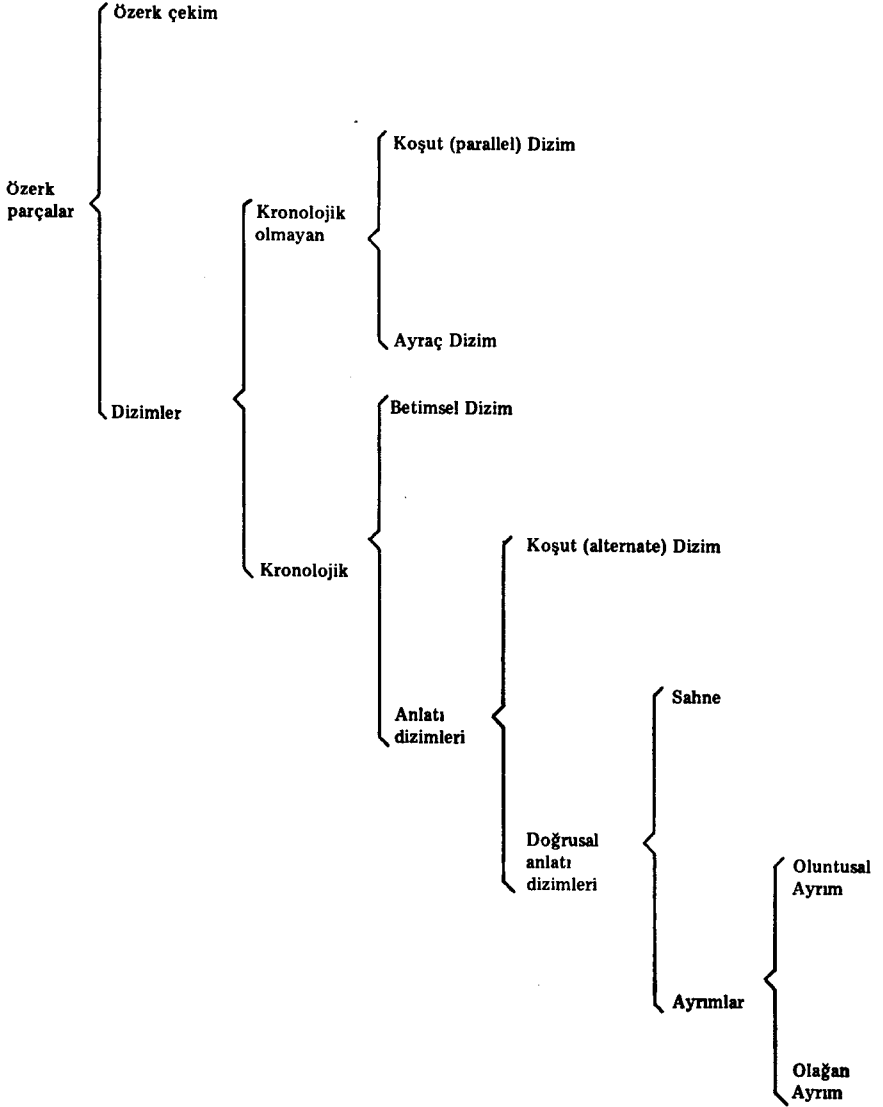 Özerk çekim
Koşut (parallel) Dizim
Özerk
parçalar
Kronolojik
olmayan
Ayraç Dizim
Dizimler
Betimsel Dizim
Kronolojik
Koşut (alternate) Dizim
Anlatı
dizimleri
Sahne
Doğrusal
anlatı
dizimleri
Oluntusal
Ayrım
Ayrımlar
Olağan
Ayrım